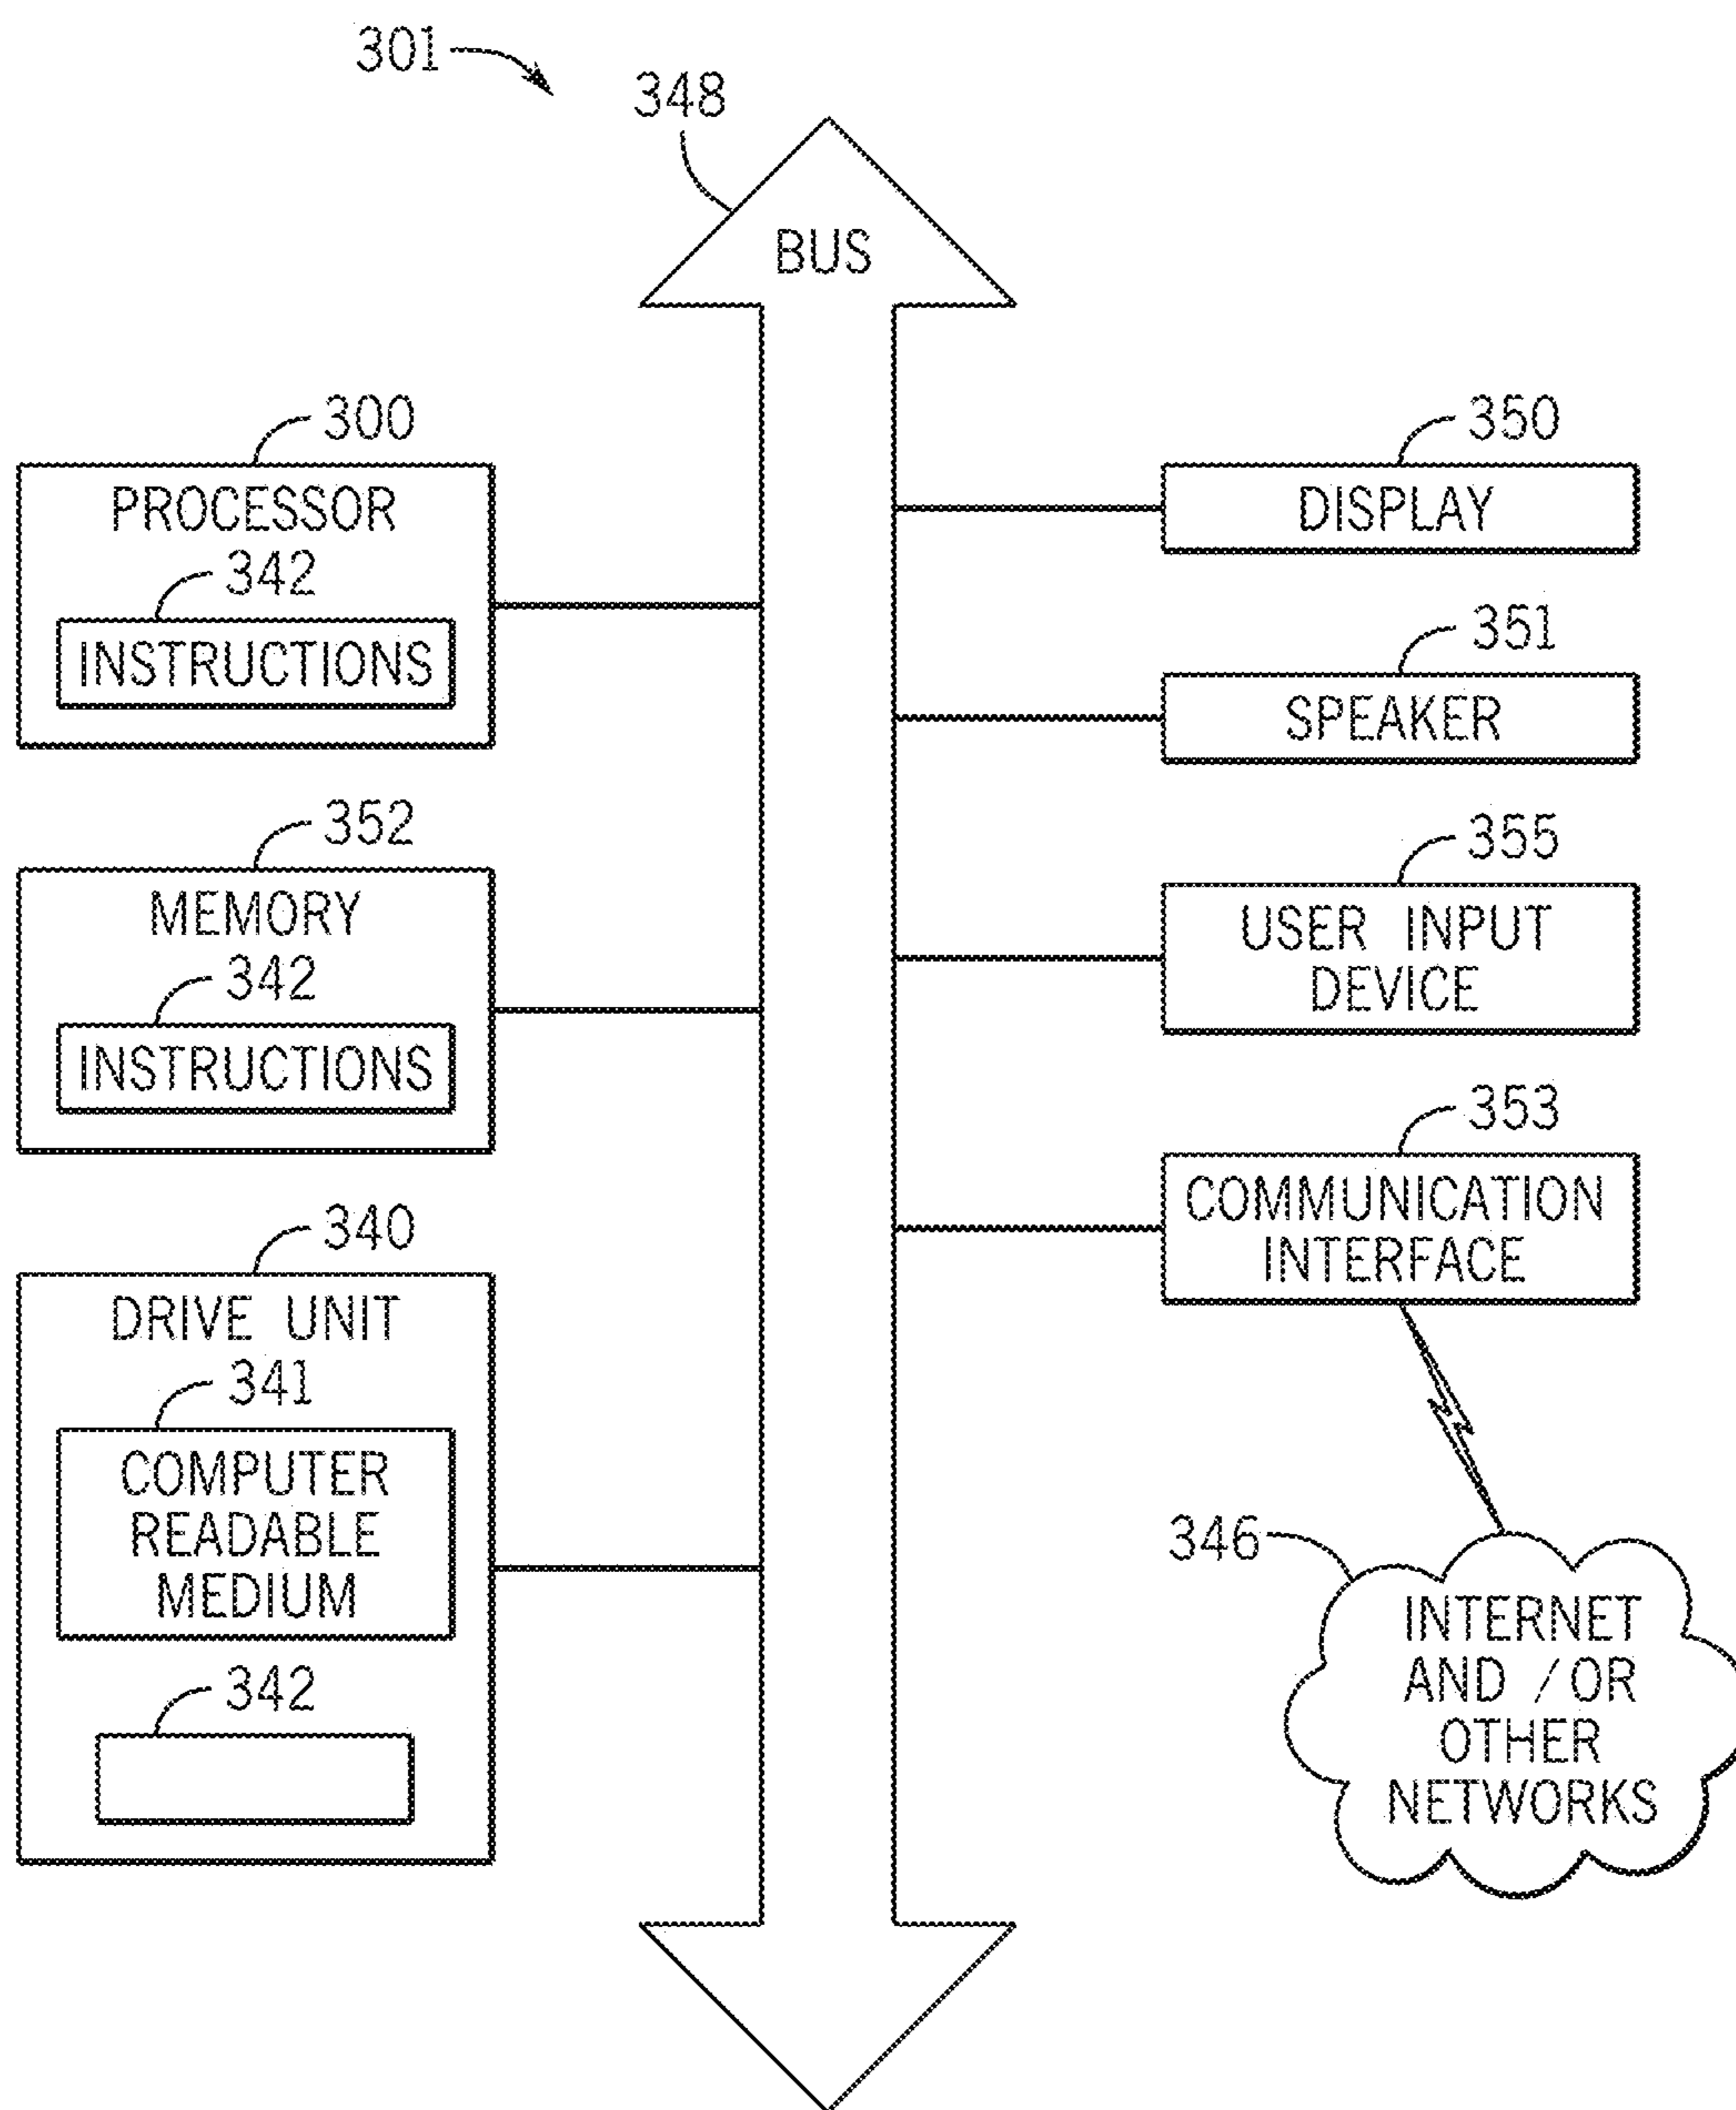 301
348
BUS
300
PROCESSOR
342
INSTRUCTIONS
352
MEMORY
342
INSTRUCTIONS
340
DRIVE UNIT
341
COMPUTER
READABLE
MEDIUM
342
350
DISPLAY
351
SPEAKER
355
USER INPUT
DEVICE
353
COMMUNICATION
INTERFACE
346
INTERNET
AND /OR
OTHER
NETWORKS